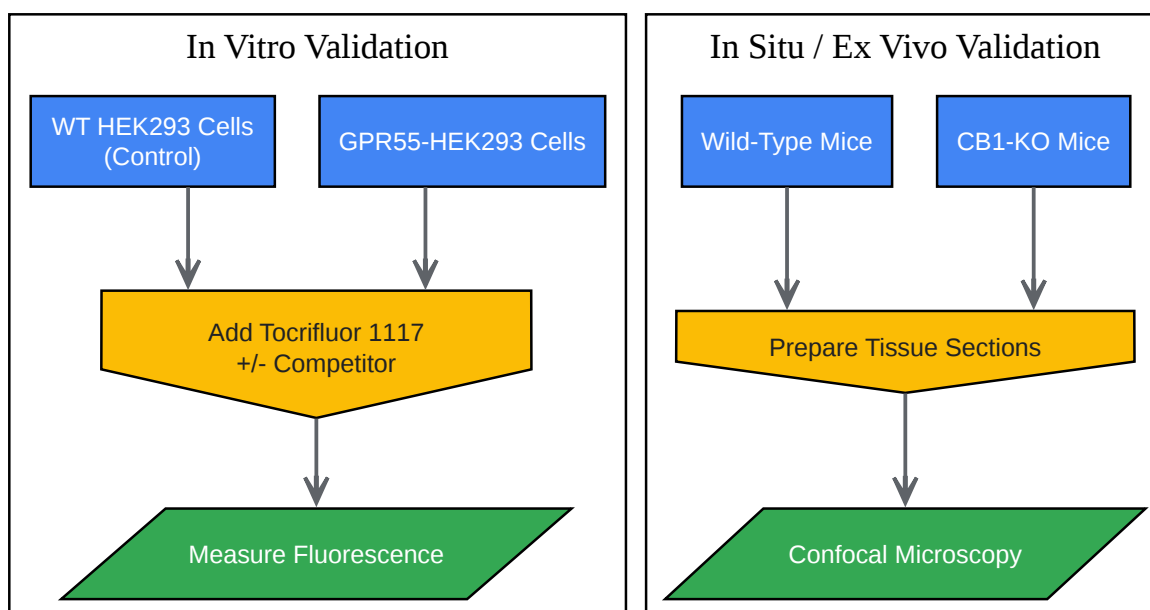 In Vitro Validation
WT HEK293 Cells
(Control)
GPR55-HEK293 Cells
Add Tocrifluor 1117
+/- Competitor
Measure Fluorescence
In Situ / Ex Vivo Validation
Wild-Type Mice
CB1-KO Mice
Prepare Tissue Sections
Confocal Microscopy